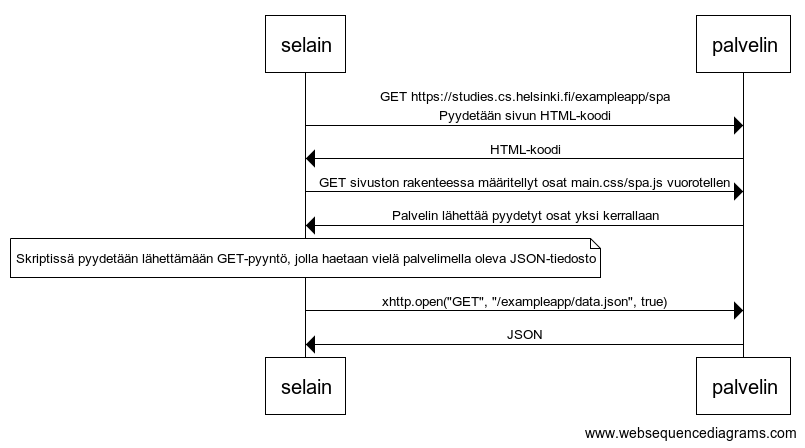 selain
palvelin
GET https://studies.cs.helsinki.fi/exampleapp/spa
Pyydetään sivun HTML-koodi
HTML-koodi
GET sivuston rakenteessa määritellyt osat main.css/spa.js vuorotellen
Palvelin lähettää pyydetyt osat yksi kerrallaan
Skriptissä pyydetään lähettämään GET-pyyntö, jolla haetaan vielä palvelimella oleva JSON-tiedosto
xhttp.open("GET", "/exampleapp/data.json", true)
JSON
selain
palvelin
www.websequencediagrams.com